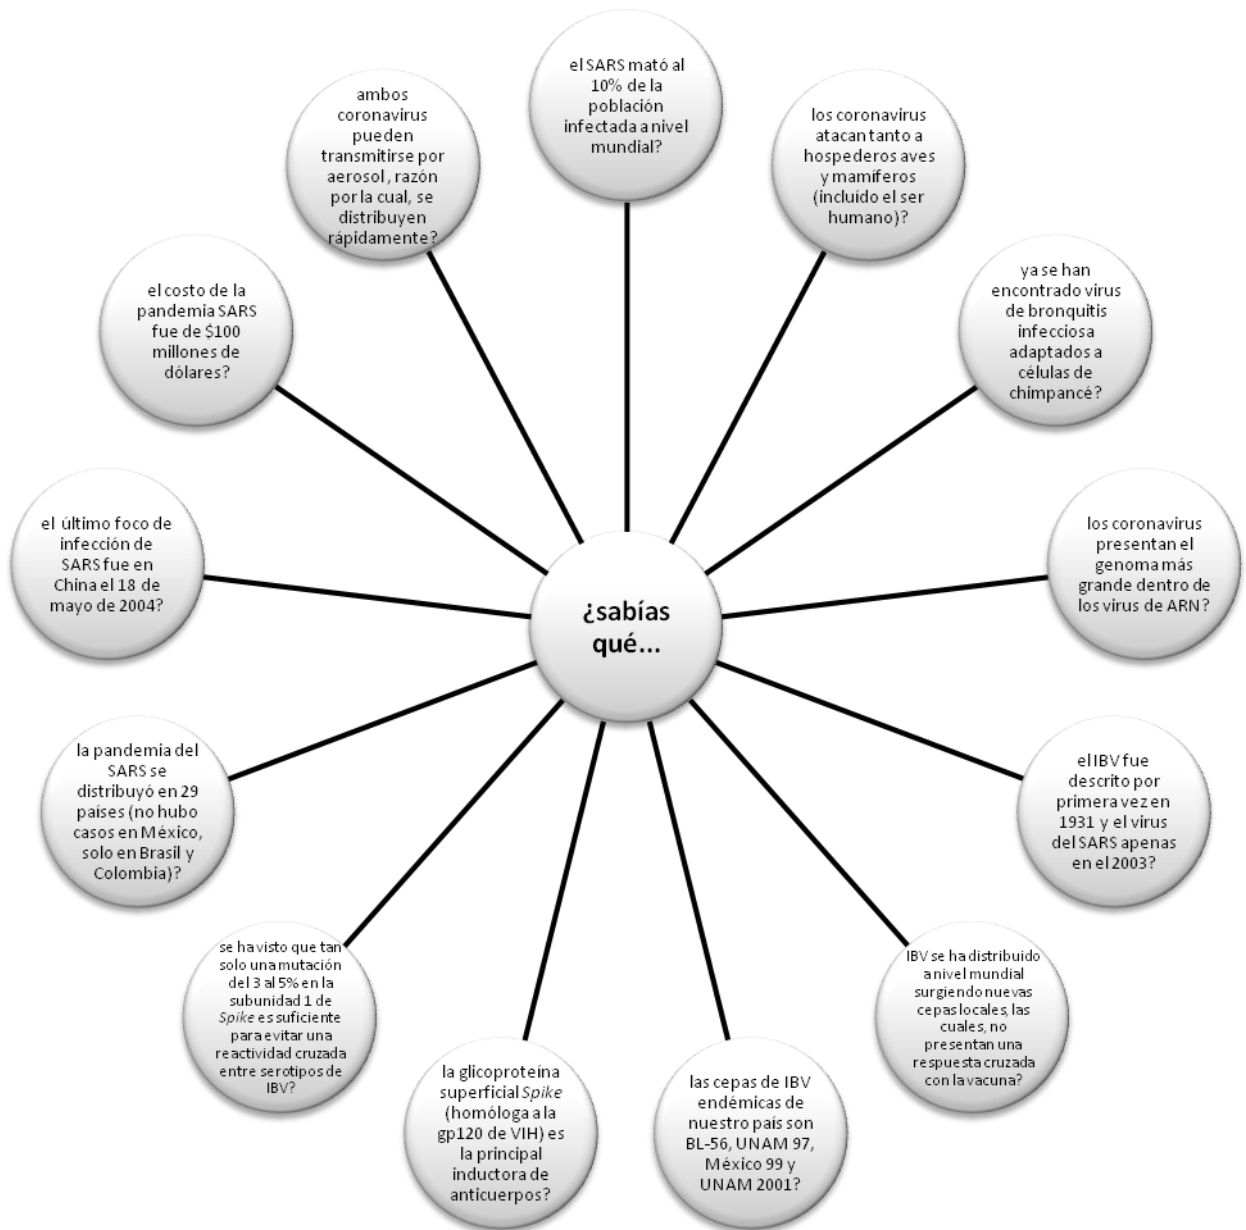 el SARS mató al
10% de la
población
infectada a nivel
mundial?
los coronavirus
atacan tanto a
hospederos aves
y mamíferos
(incluído el ser
humano)?
ya se han
encontrado virus
de bronquitis
infecciosa
adaptados a
células de
chimpancé?
los coronavirus
presentan el
genoma más
grande dentro de
los virus de ARN?
el IBV fue
descrito por
primera vez en
1931 y el virus
del SARS apenas
en el 2003?
IBV se ha distribuido
a nivel mundial
surgiendo nuevas
cepas locales, las
cuales, no
presentan una
respuesta cruzada
con la vacuna?
las cepas de IBV
endémicas de
nuestro país son
BL-56, UNAM 97,
México 99 y
UNAM 2001?
la glicoproteína
superficial Spike
(homóloga a la
gp120 de VIH) es
la principal
inductora de
anticuerpos?
se ha visto que tan
solo una mutación
del 3 al 5% en la
subunidad 1 de
Spike es suficiente
para evitar una
reactividad cruzada
entre serotipos de
IBV?
la pandemia del
SARS se
distribuyó en 29
países (no hubo
casos en México,
solo en Brasil y
Colombia)?
el último foco de
infección de
SARS fue en
China el 18 de
mayo de 2004?
el costo de la
pandemia SARS
fue de $100
millones de
dólares?
ambos
coronavirus
pueden
transmitirse por
aerosol, razón
por la cual, se
distribuyen
rápidamente?
¿sabías
qué...